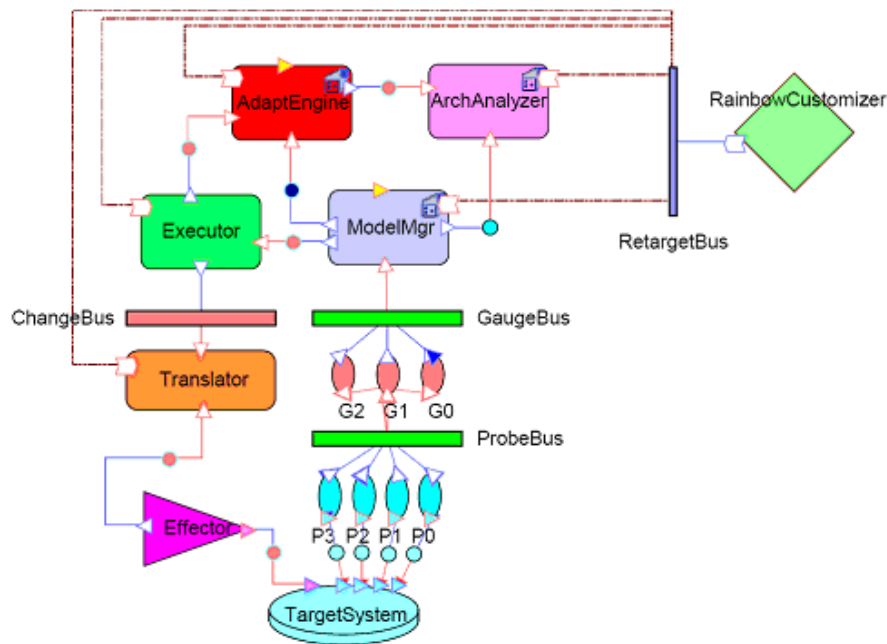 RainbowCustomizer
AdaptEngine
ArchAnalyzer
Executor
ModelMgr
RetargetBus
ChangeBus
GaugeBus
Translator
G2
G1
G0
ProbeBus
Effector
P3
P2
P1
P0
TargetSystem